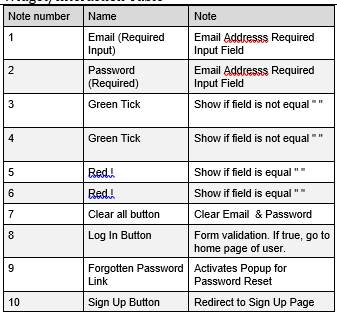 Note number Name Note
1 Email (Required Email Addresss Required
Input) Input Field
2 Password Email Addresss Required
(Required) Input Field
3 Green Tick Show if field is not equal " "
4 Green Tick Show if field is not equal " "
5 Red ! Show if field is equal " "
6 Red ! Show if field is equal " "
7 Clear all button Clear Email & Password
8 Log In Button Form validation. If true, go to
home page of user.
9 Forgotten Password Activates Popup for
Link Password Reset
10 Sign Up Button Redirect to Sign Up Page